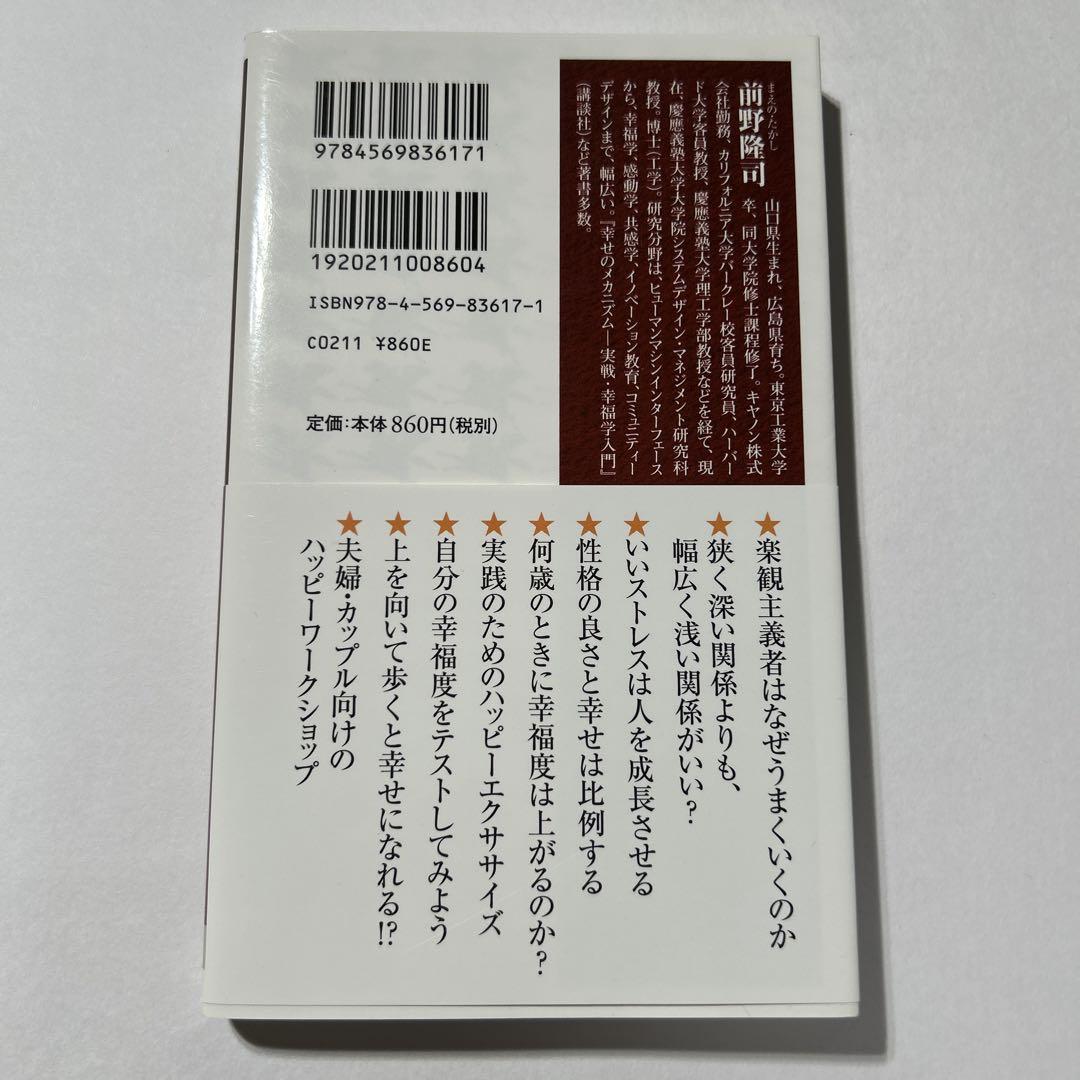 9784569836171
1920211008604
ISBN978-4-569-83617-1
C0211 ¥860E
定価:本体860円(税別)
まえのたかし
前野隆司
山口県生まれ、広島県育ち。東京工業大学
卒、同大学院修士課程修了。キヤノン株式
会社勤務、カリフォルニア大学バークレー校客員研究員、ハーバー
ド大学客員教授、慶應義塾大学理工学部教授などを経て、現
在、慶應義塾大学大学院システムデザイン・マネジメント研究科
教授。博士(工学)。研究分野は、ヒューマンマシンインターフェース
から、幸福学、感動学、共感学、イノベーション教育、コミュニティー
デザインまで、幅広い。『幸せのメカニズム―実戦・幸福学入門』
(講談社)など著書多数。
★楽観主義者はなぜうまくいくのか
★狭く深い関係よりも、
幅広く浅い関係がいい?
★いいストレスは人を成長させる
★性格の良さと幸せは比例する
★何歳のときに幸福度は上がるのか?
★実践のためのハッピーエクササイズ
★自分の幸福度をテストしてみよう
★上を向いて歩くと幸せになれる!?
★夫婦・カップル向けの
ハッピーワークショップ